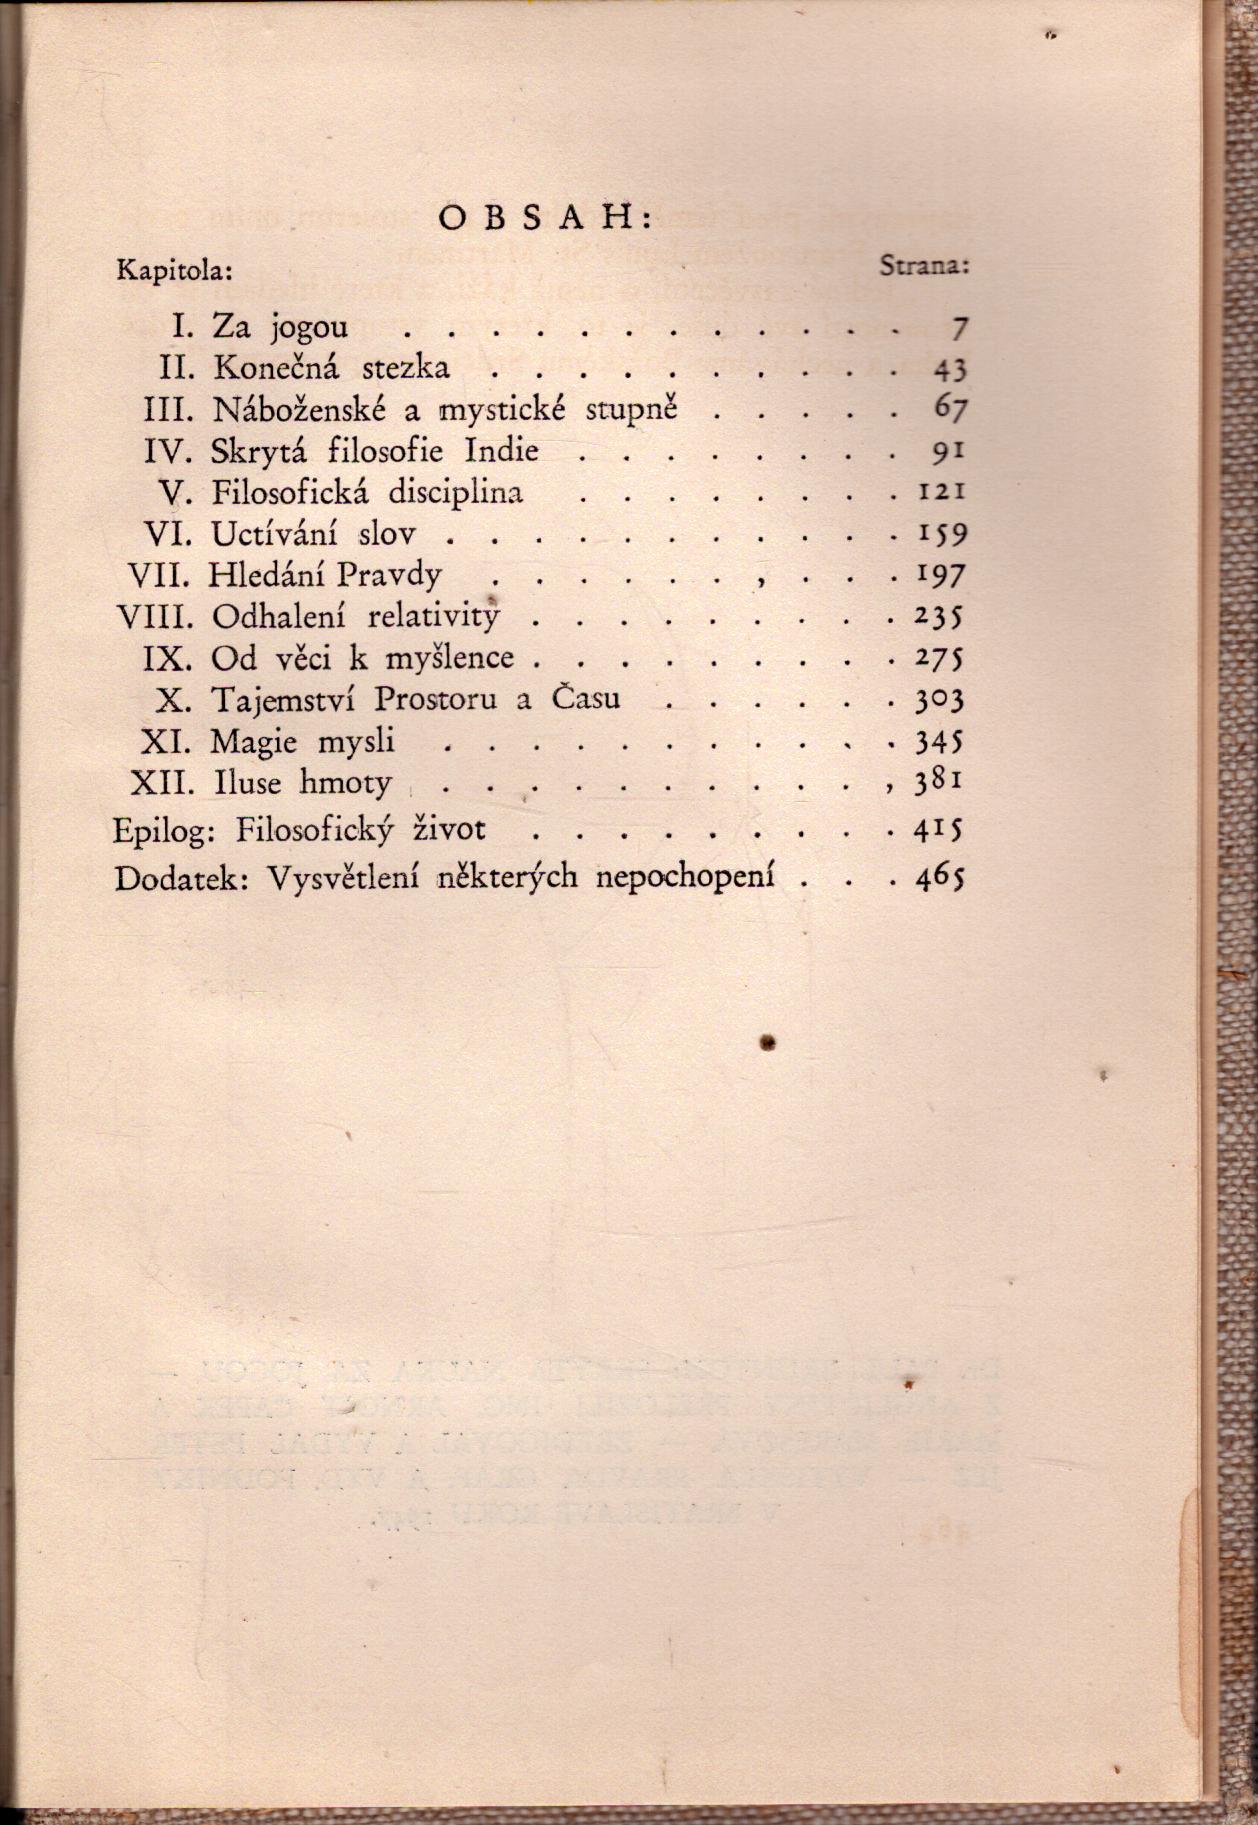 OBSAH:
Kapitola: Strana:
I. Za jogou . . . . . . . . . . . . 7
II. Konečná stezka . . . . . . . . . . 43
III. Náboženské a mystické stupně . . . . . 67
IV. Skrytá filosofie Indie . . . . . . . . 91
V. Filosofická disciplina . . . . . . . . 121
VI. Uctívání slov . . . . . . . . . . . 159
VII. Hledání Pravdy . . . . . . , . . . 197
VIII. Odhalení relativity . . . . . . . . . 235
IX. Od věci k myšlence . . . . . . . . . 275
X. Tajemství Prostoru a Času . . . . . . 303
XI. Magie mysli . . . . . . . . . . . 345
XII. Iluse hmoty . . . . . . . . . . , 381
Epilog: Filosofický život . . . . . . . . . 415
Dodatek: Vysvětlení některých nepochopení . . . 465